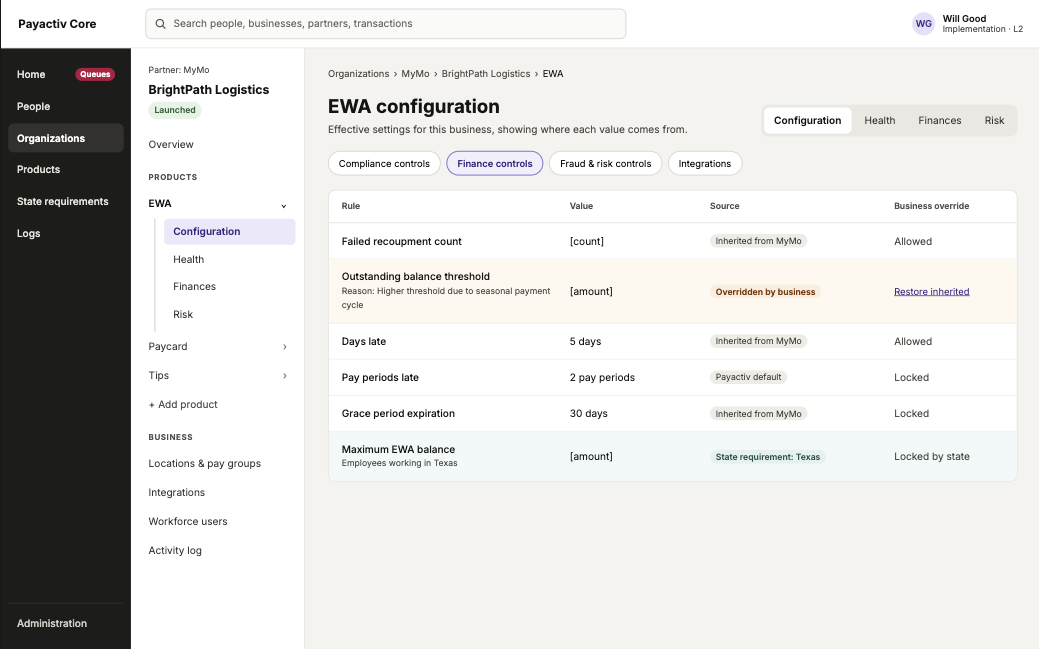 Payactiv Core
Search people, businesses, partners, transactions
WG
Will Good
Implementation · L2
Home
Queues
People
Organizations
Products
State requirements
Logs
Administration
Partner: MyMo
BrightPath Logistics
Launched
Overview
PRODUCTS
EWA
Configuration
Health
Finances
Risk
Paycard
Tips
+ Add product
BUSINESS
Locations & pay groups
Integrations
Workforce users
Activity log
Organizations › MyMo › BrightPath Logistics › EWA
EWA configuration
Effective settings for this business, showing where each value comes from.
Configuration Health Finances Risk
Compliance controls Finance controls Fraud & risk controls Integrations
Rule Value Source Business override
Failed recoupment count [count] Inherited from MyMo Allowed
Outstanding balance threshold
Reason: Higher threshold due to seasonal payment
cycle
[amount] Overridden by business Restore inherited
Days late 5 days Inherited from MyMo Allowed
Pay periods late 2 pay periods Payactiv default Locked
Grace period expiration 30 days Inherited from MyMo Locked
Maximum EWA balance
Employees working in Texas
[amount] State requirement: Texas Locked by state